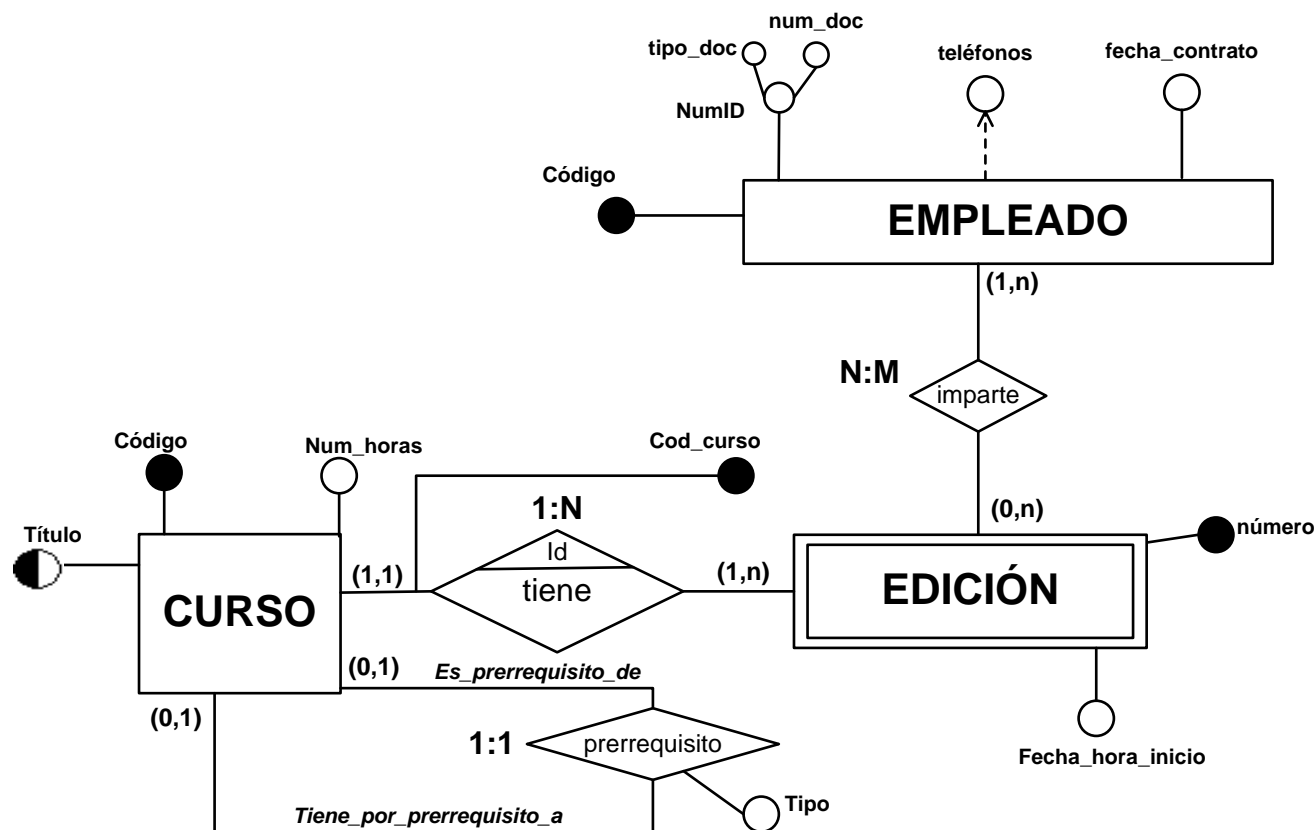 num_doc
tipo_doc
teléfonos
fecha_contrato
NumID
Código
EMPLEADO
(1,n)
N:M
imparte
Código
Num_horas
Cod_curso
1:N
(0,n)
Título
número
Id
(1,1)
tiene
(1,n)
EDICIÓN
CURSO
(0,1)
Es_prerrequisito_de
(0,1)
1:1
prerrequisito
Fecha_hora_inicio
Tipo
Tiene_por_prerrequisito_a